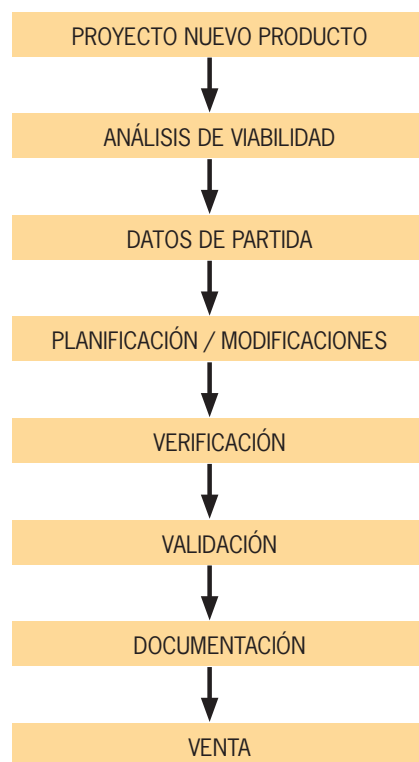 PROYECTO NUEVO PRODUCTO
ANÁLISIS DE VIABILIDAD
DATOS DE PARTIDA
PLANIFICACIÓN / MODIFICACIONES
VERIFICACIÓN
VALIDACIÓN
DOCUMENTACIÓN
VENTA